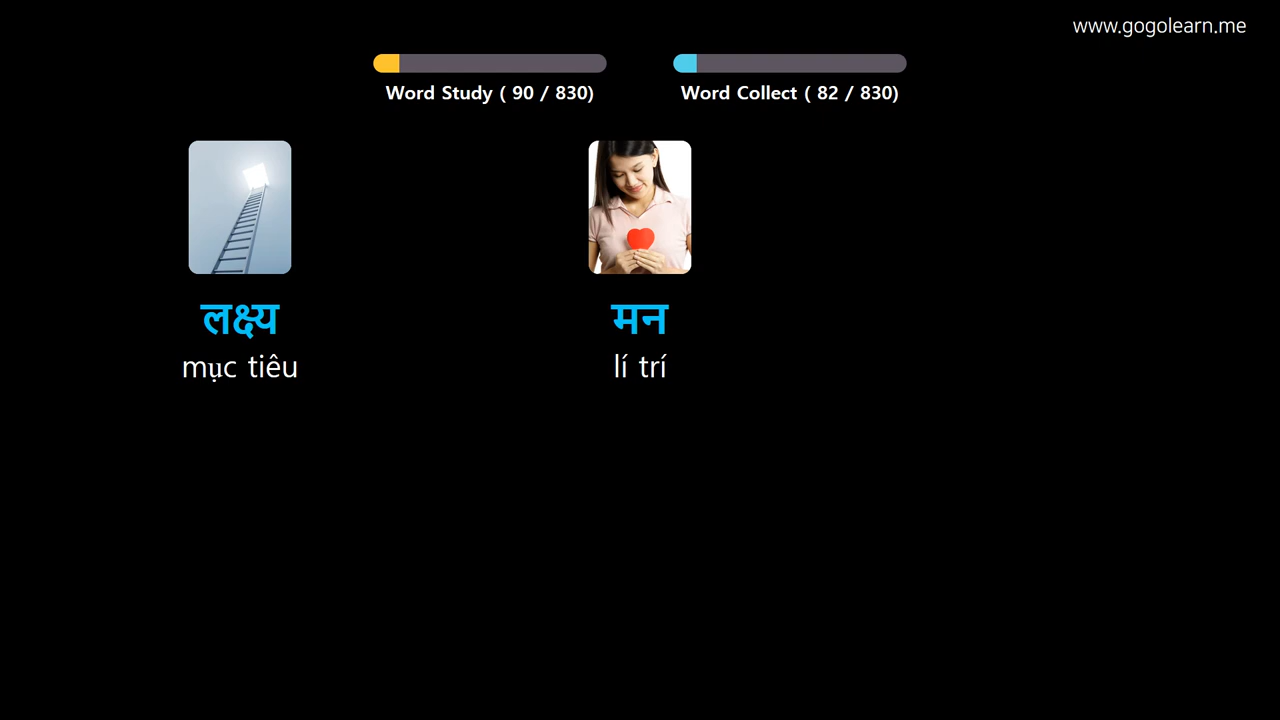 www.gogolearn.me
Word Study ( 90 / 830)
Word Collect ( 82 / 830)
लक्ष्य
mục tiêu
मन
lí trí